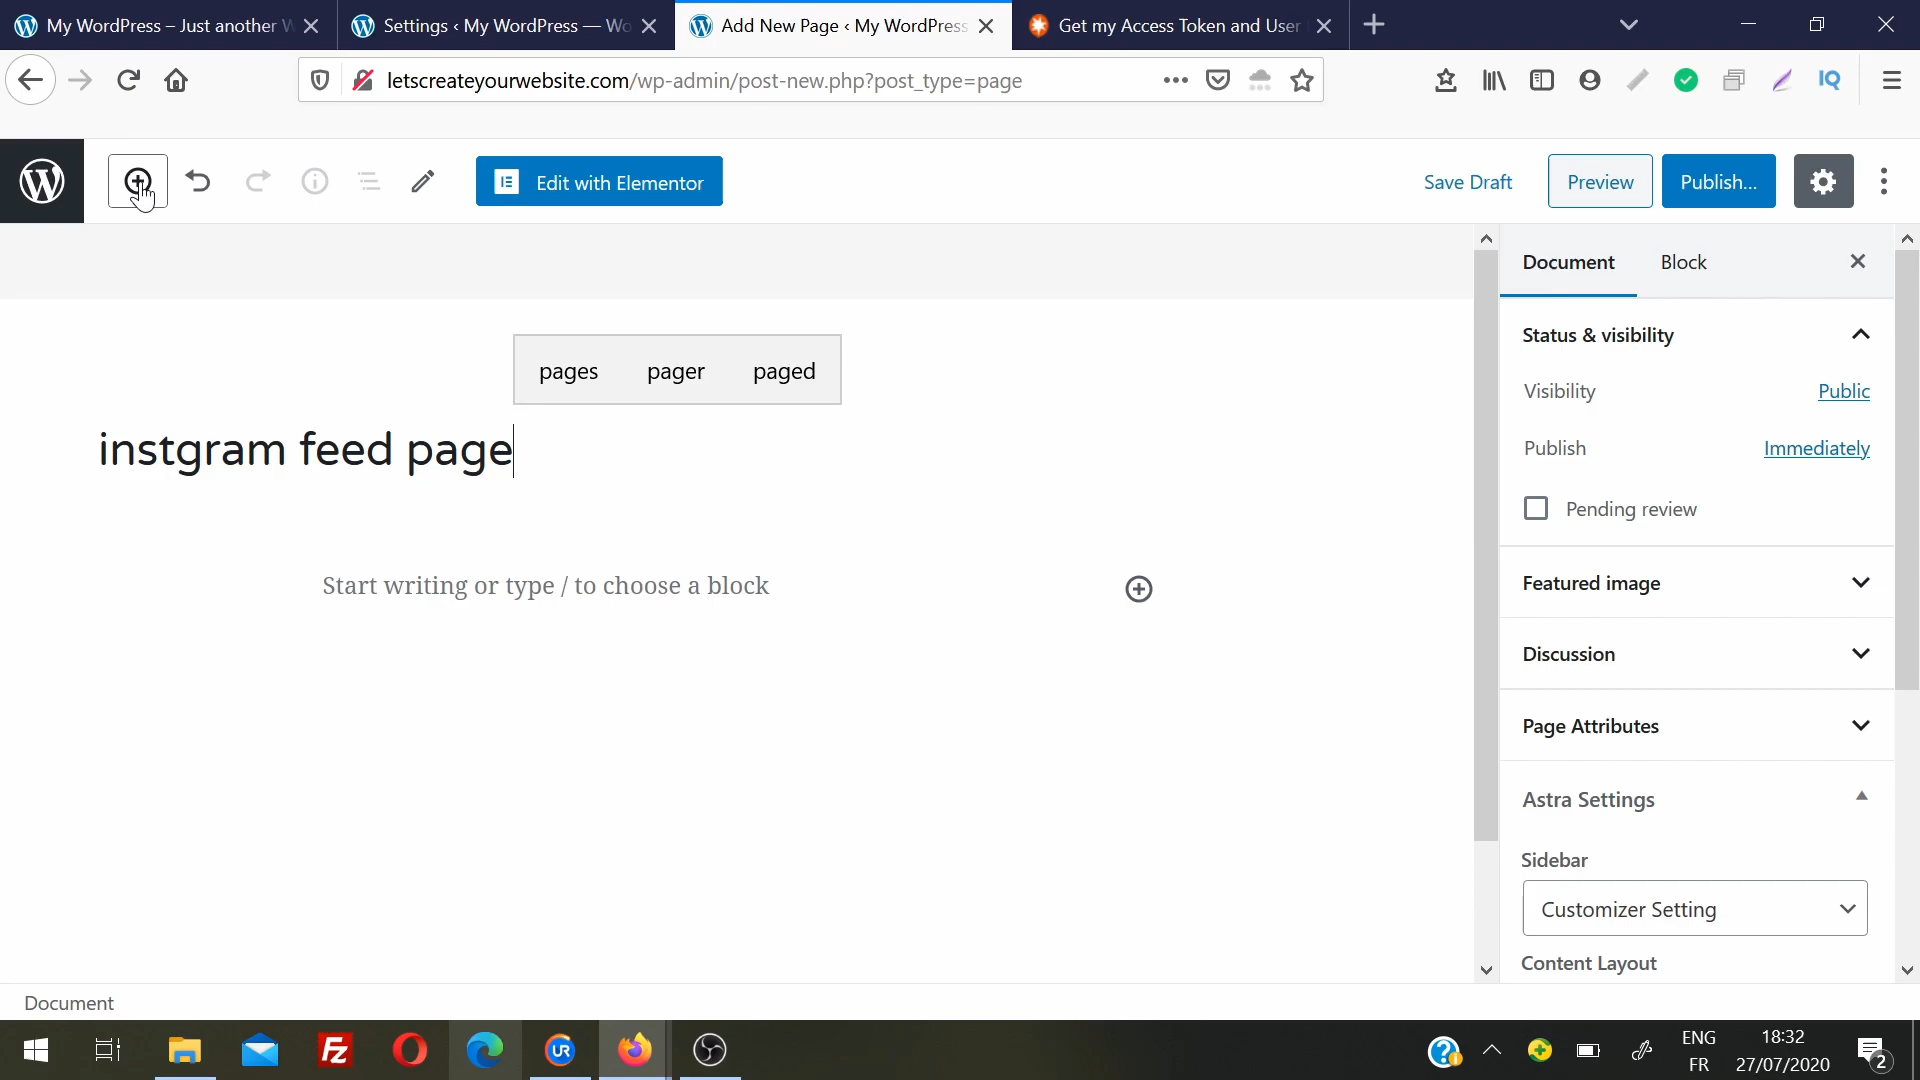 My WordPress – Just another W
Settings ‹ My WordPress — Wo
Add New Page ‹ My WordPress
Get my Access Token and User
letscreateyourwebsite.com/wp-admin/post-new.php?post_type=page
IQ
Edit with Elementor
Save Draft
Preview
Publish...
Document
Block
Status & visibility
pages pager paged
Visibility
Public
instgram feed page
Publish
Immediately
Pending review
Start writing or type / to choose a block
Featured image
Discussion
Page Attributes
Astra Settings
Sidebar
Customizer Setting
Content Layout
Document
Fz
UR
ENG
FR
18:32
27/07/2020
2